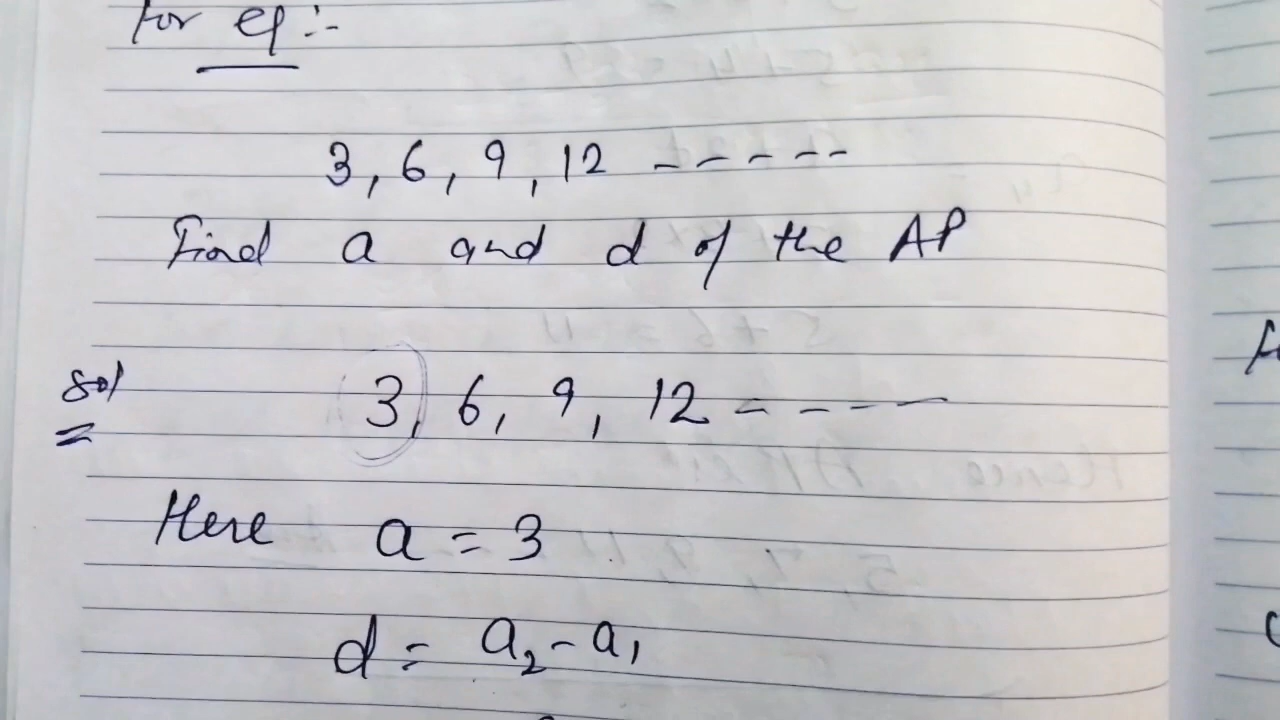 For eg :-
3, 6, 9, 12 -----
Find a and d of the AP
Sol 3, 6, 9, 12 ----
Here a = 3
d = a₂ - a₁